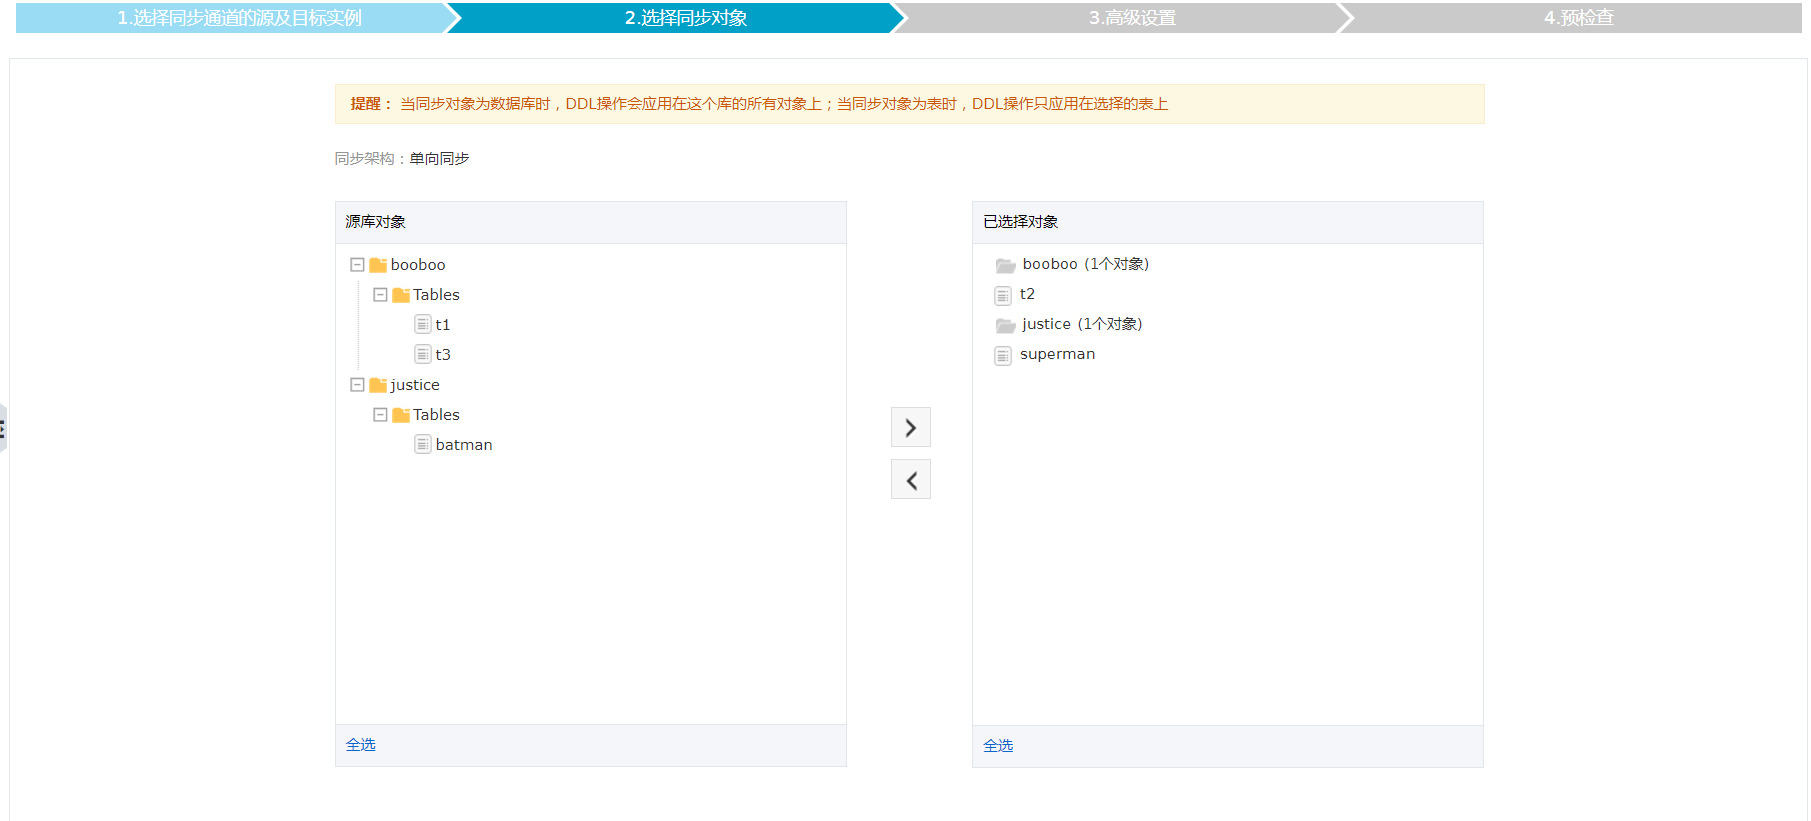 1.选择同步通道的源及目标实例
2.选择同步对象
3.高级设置
4.预检查
提醒： 当同步对象为数据库时，DDL操作会应用在这个库的所有对象上；当同步对象为表时，DDL操作只应用在选择的表上
同步架构：单向同步
源库对象
booboo
Tables
t1
t3
justice
Tables
batman
全选
已选择对象
booboo (1个对象)
t2
justice (1个对象)
superman
全选